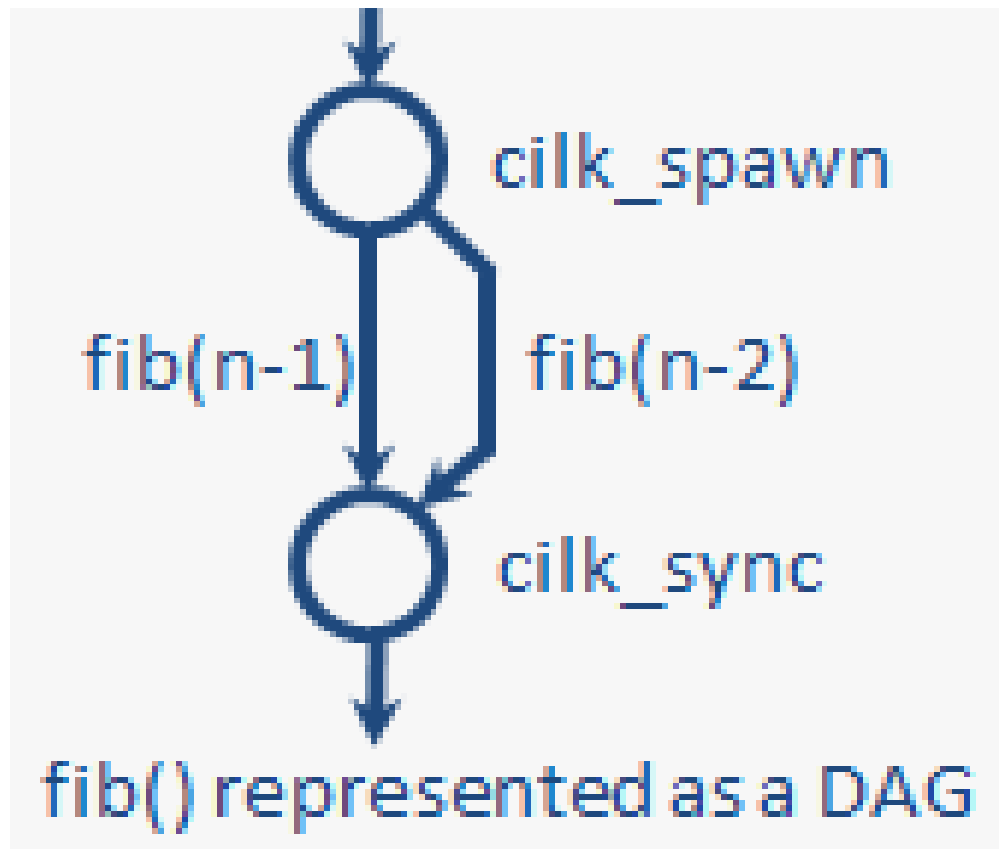 cilk_spawn
fib(n-1)
fib(n-2)
cilk_sync
fib() represented as a DAG